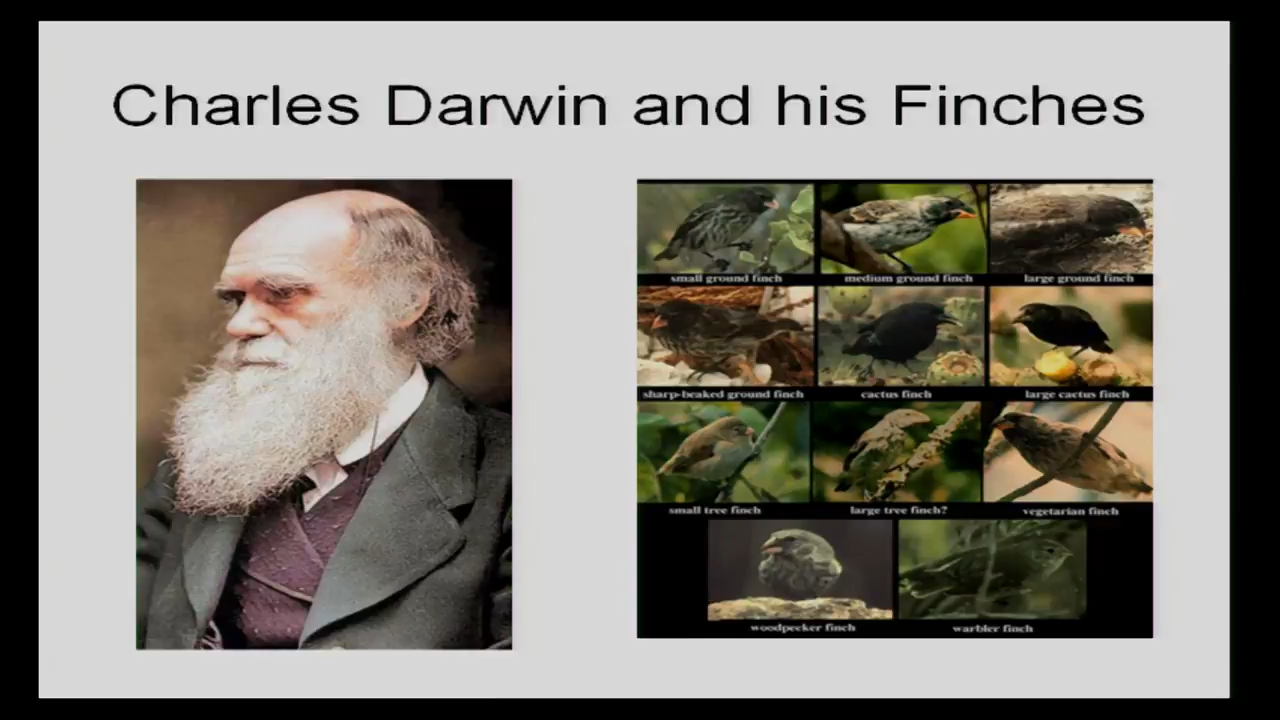 Charles Darwin and his Finches
small ground finch medium ground finch large ground finch
sharp-beaked ground finch cactus finch large cactus finch
small tree finch large tree finch? vegetarian finch
woodpecker finch warbler finch